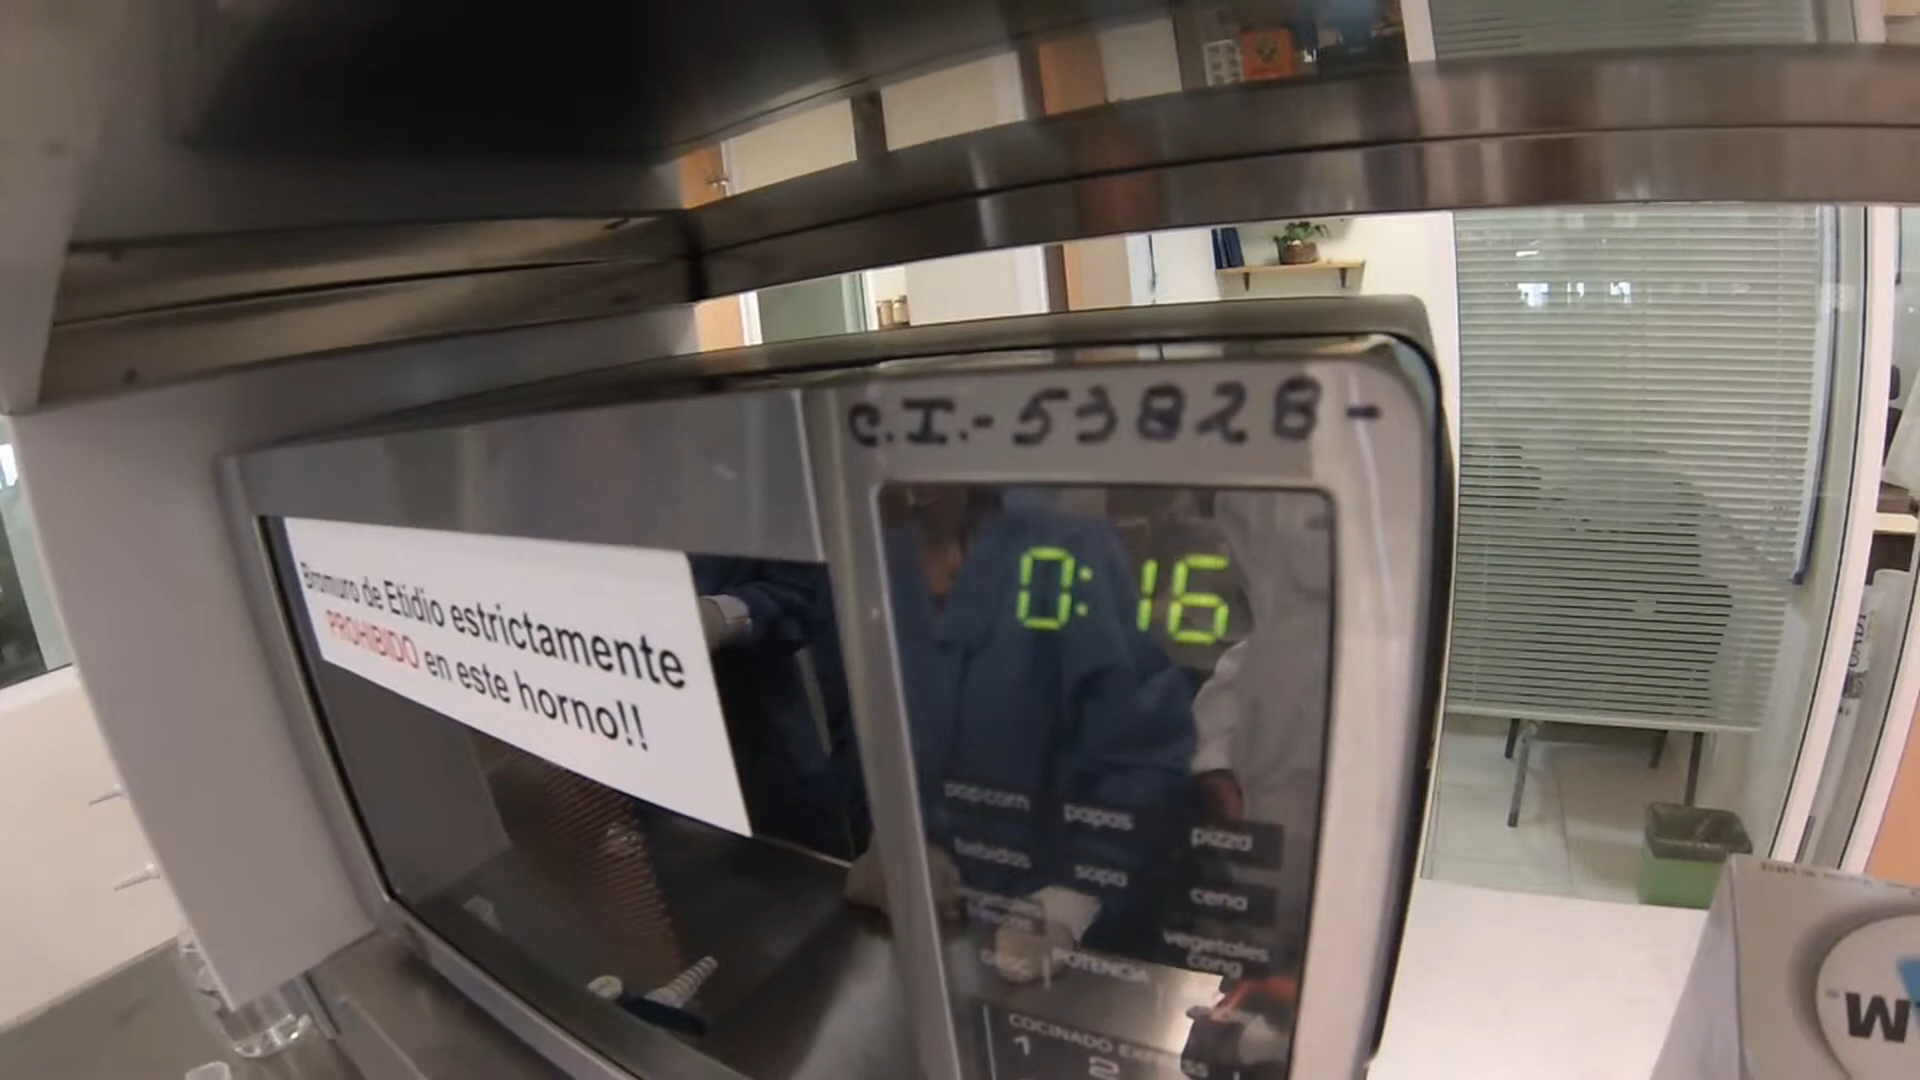 C.I.-53828-
0:16
Bromuro de Etidio estrictamente
PROHIBIDO en este horno!!
popcorn papas pizza
bebidas sopa cena
vegetales
cong
POTENCIA
COCINADO EXPRESS
1 2